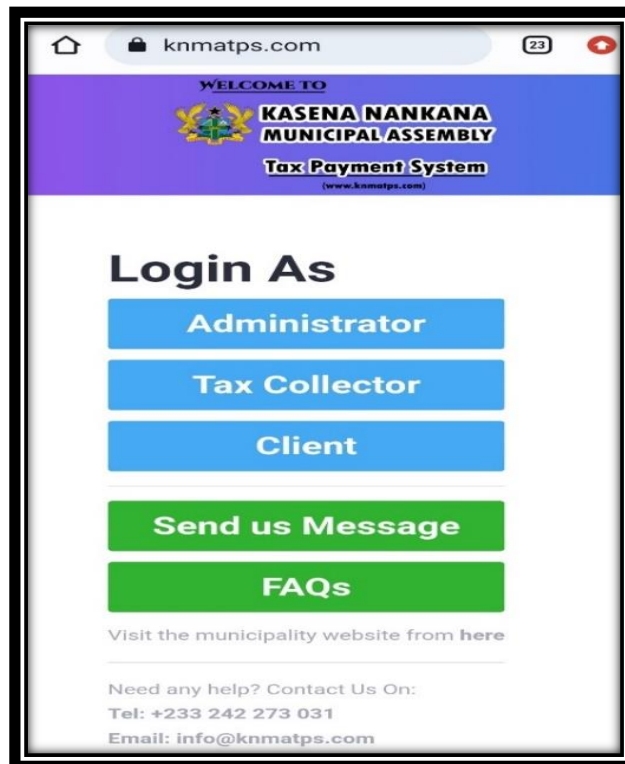 knmatps.com
23
WELCOME TO
KASENA NANKANA
MUNICIPAL ASSEMBLY
Tax Payment System
(www.knmatps.com)
Login As
Administrator
Tax Collector
Client
Send us Message
FAQs
Visit the municipality website from here
Need any help? Contact Us On:
Tel: +233 242 273 031
Email: info@knmatps.com